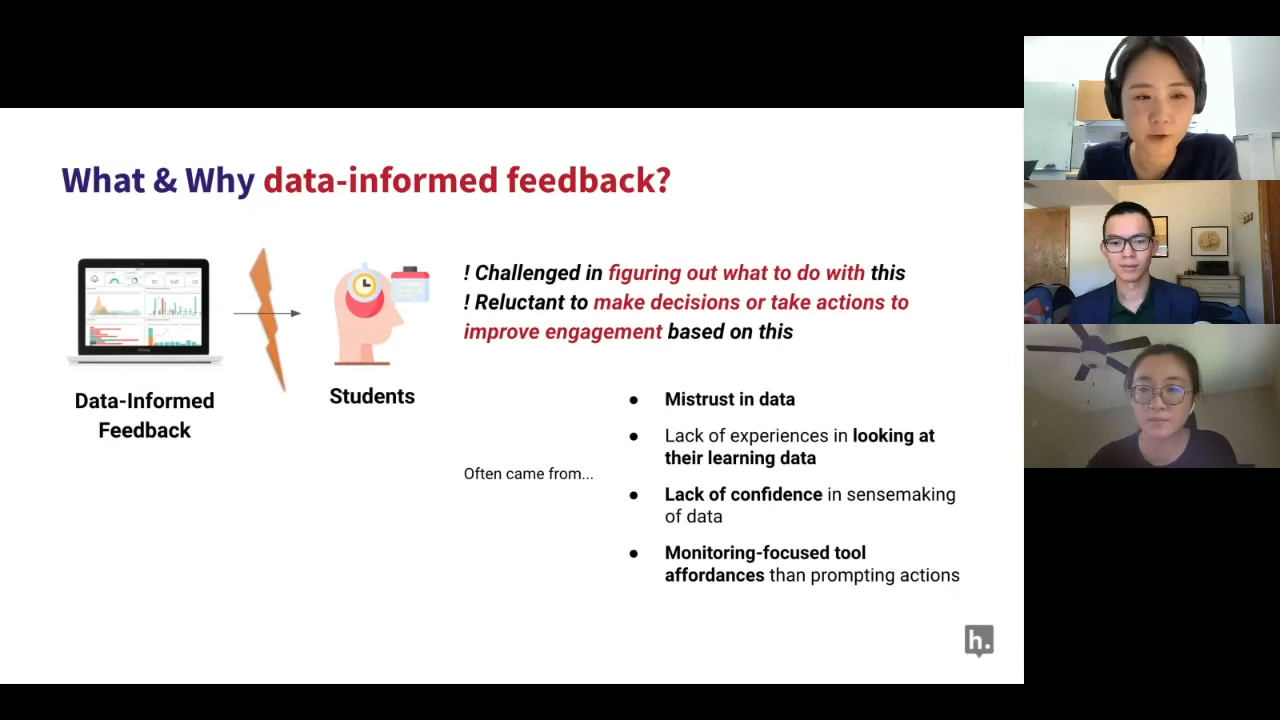 What & Why data-informed feedback?
! Challenged in figuring out what to do with this
! Reluctant to make decisions or take actions to
improve engagement based on this
Data-Informed
Feedback
Students
Often came from...
● Mistrust in data
● Lack of experiences in looking at
their learning data
● Lack of confidence in sensemaking
of data
● Monitoring-focused tool
affordances than prompting actions
h.